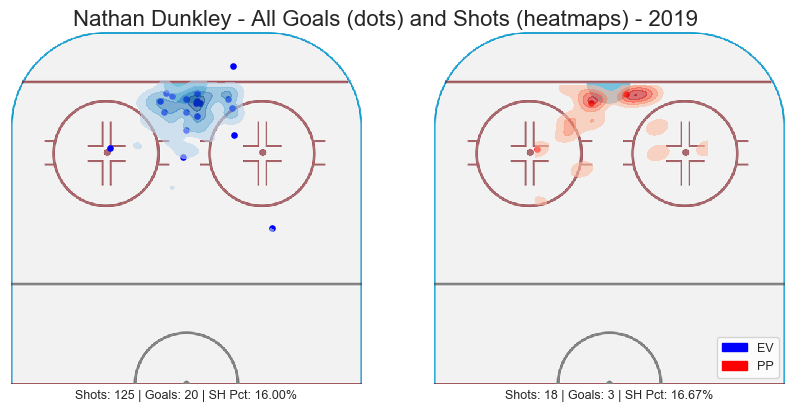 Nathan Dunkley - All Goals (dots) and Shots (heatmaps) - 2019
EV
PP
Shots: 125 | Goals: 20 | SH Pct: 16.00%
Shots: 18 | Goals: 3 | SH Pct: 16.67%